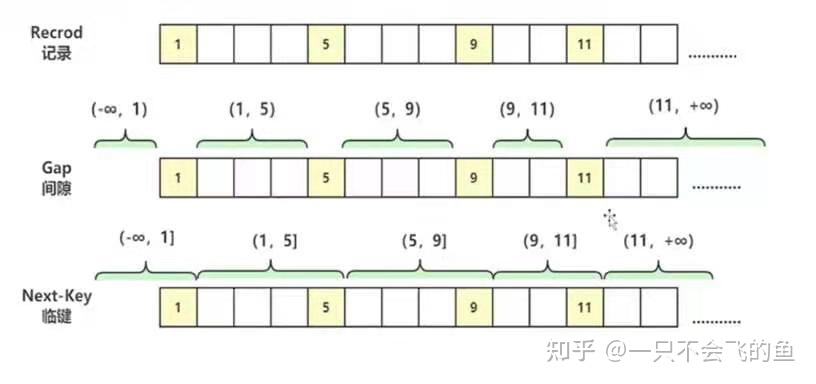 Recrod
记录
1 5 9 11 ...........
(-∞, 1) (1, 5) (5, 9) (9, 11) (11, +∞)
Gap
间隙
1 5 9 11 ...........
(-∞, 1] (1, 5] (5, 9] (9, 11] (11, +∞)
Next-Key
临键
1 5 9 11 ...........
知乎 @一只不会飞的鱼